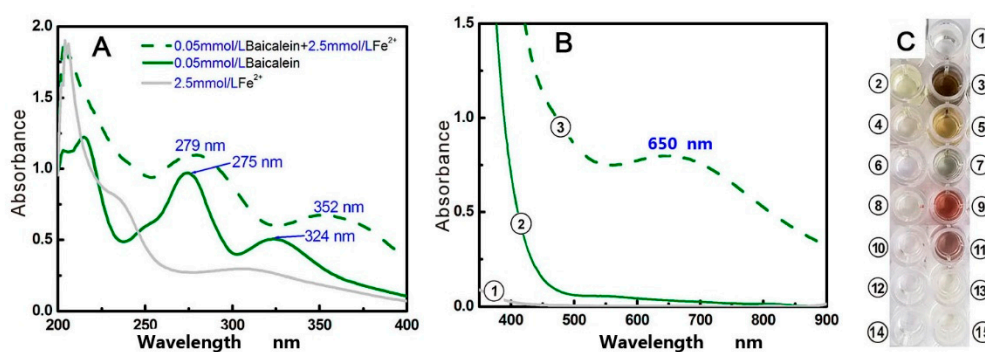 A
0.05mmol/LBaicalein+2.5mmol/LFe²⁺
0.05mmol/LBaicalein
2.5mmol/LFe²⁺
279 nm
275 nm
352 nm
324 nm
2.0
1.5
1.0
0.5
0.0
Absorbance
200 250 300 350 400
Wavelength nm
B
650 nm
③
②
①
1.5
1.0
0.5
0.0
Absorbance
400 500 600 700 800 900
Wavelength nm
C
①
② ③
④ ⑤
⑥ ⑦
⑧ ⑨
⑩ ⑪
⑫ ⑬
⑭ ⑮